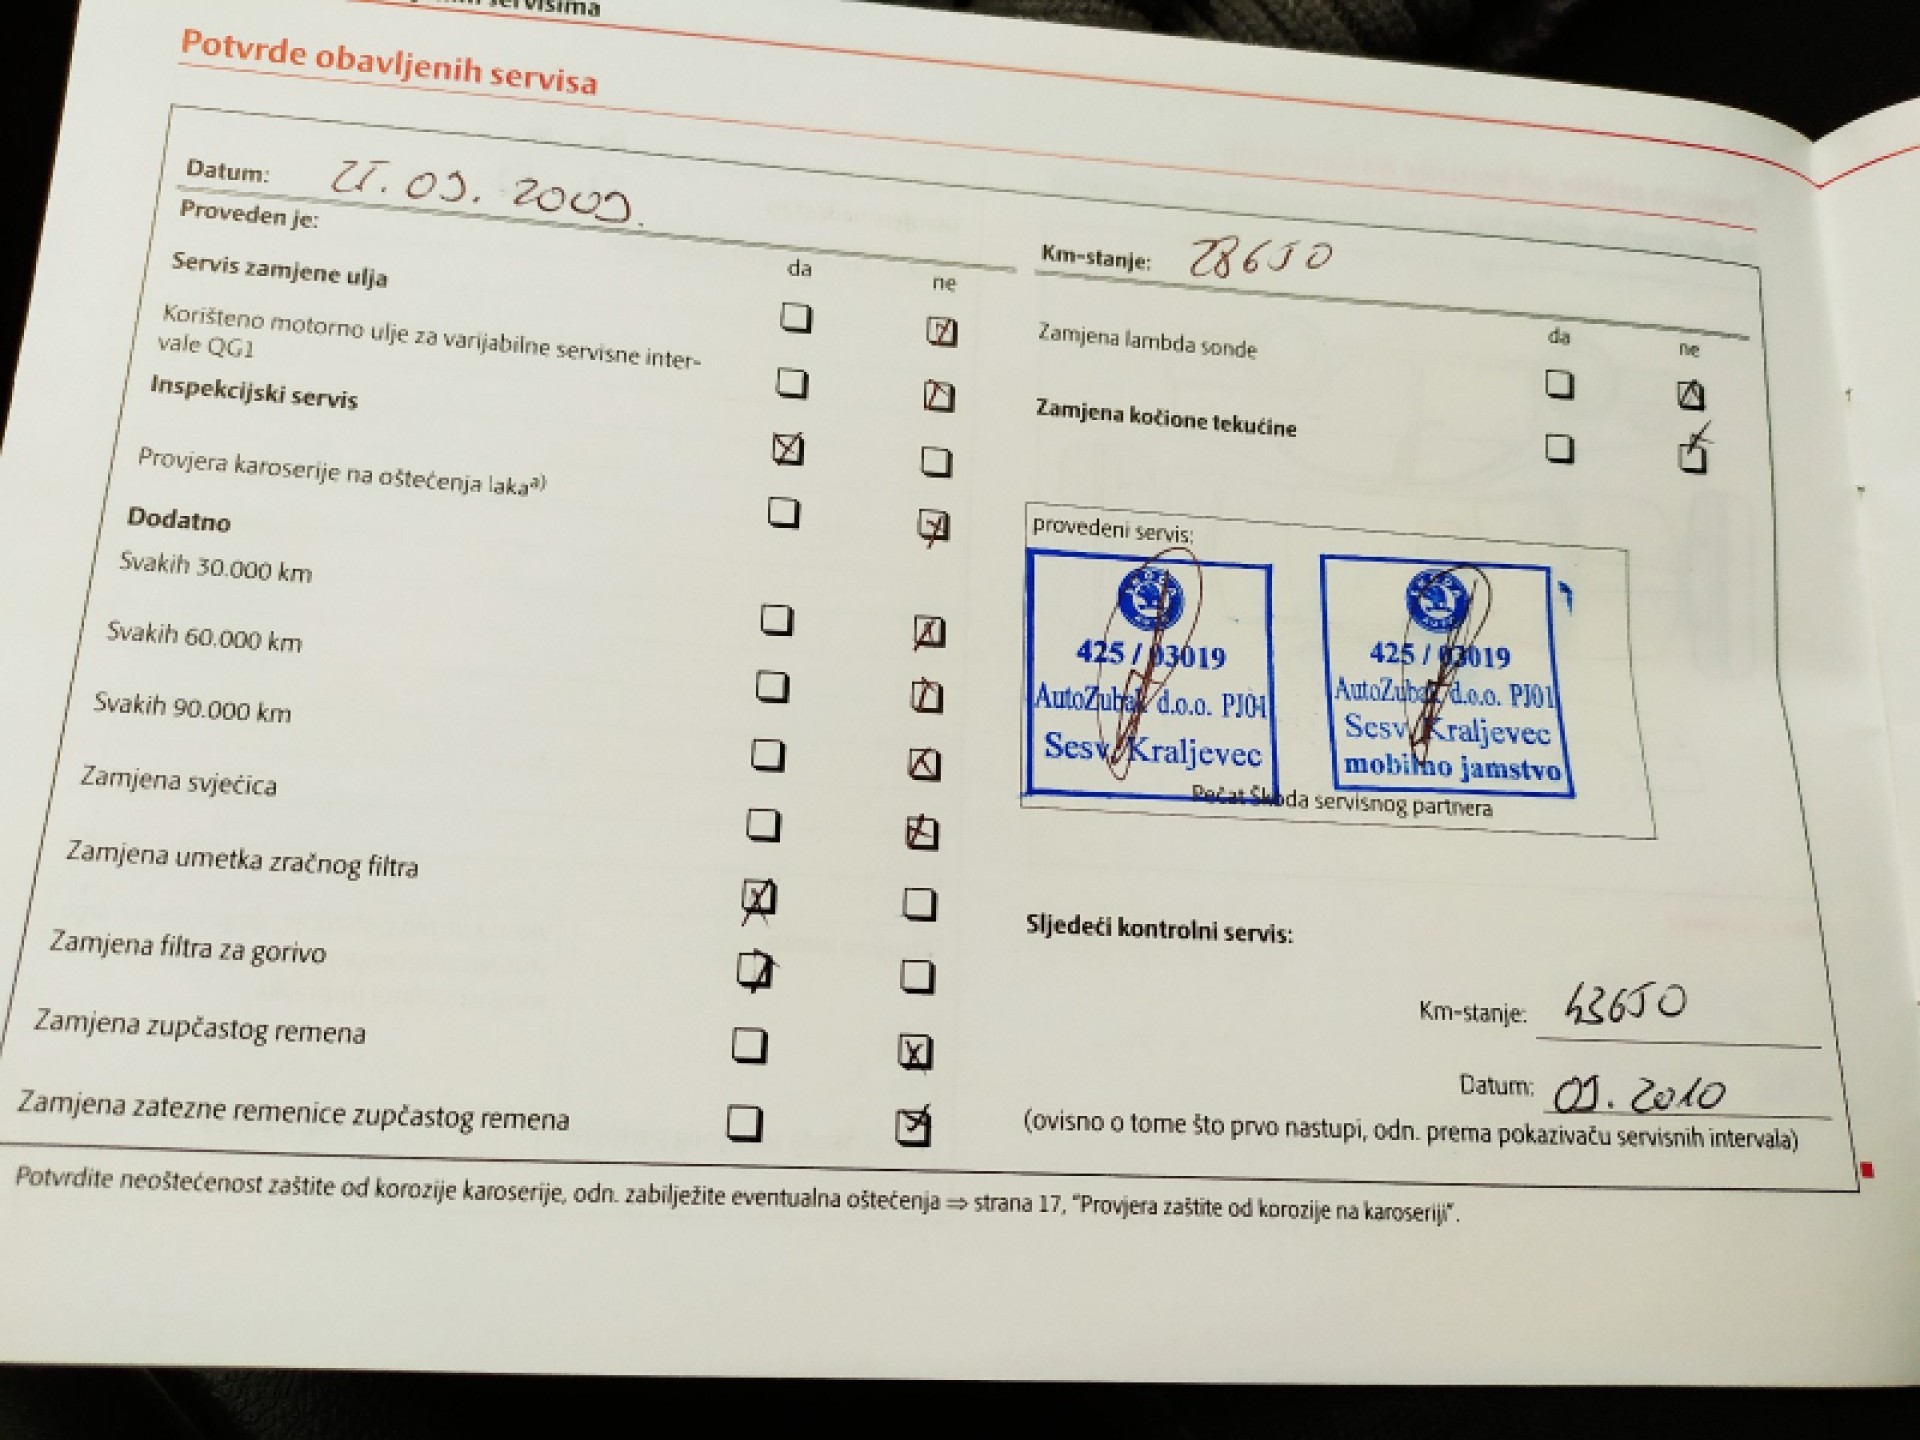 servisima
Potvrde obavljenih servisa
Datum: 25.09.2009.
Proveden je:
da ne
Servis zamjene ulja
Korišteno motorno ulje za varijabilne servisne inter-
vale QG1
Inspekcijski servis
Provjera karoserije na oštećenja laka a)
Dodatno
Svakih 30.000 km
Svakih 60.000 km
Svakih 90.000 km
Zamjena svjećica
Zamjena umetka zračnog filtra
Zamjena filtra za gorivo
Zamjena zupčastog remena
Zamjena zatezne remenice zupčastog remena
Km-stanje: 28650
da ne
Zamjena lambda sonde
Zamjena kočione tekućine
provedeni servis:
425 / 03019
AutoZubak d.o.o. PJ01
Sesv. Kraljevec
425 / 03019
AutoZubak d.o.o. PJ01
Sesv. Kraljevec
mobilno jamstvo
Pečat Škoda servisnog partnera
Sljedeći kontrolni servis:
Km-stanje: 43650
Datum: 09. 2010
(ovisno o tome što prvo nastupi, odn. prema pokazivaču servisnih intervala)
Potvrdite neoštećenost zaštite od korozije karoserije, odn. zabilježite eventualna oštećenja ⇒ strana 17, "Provjera zaštite od korozije na karoseriji".